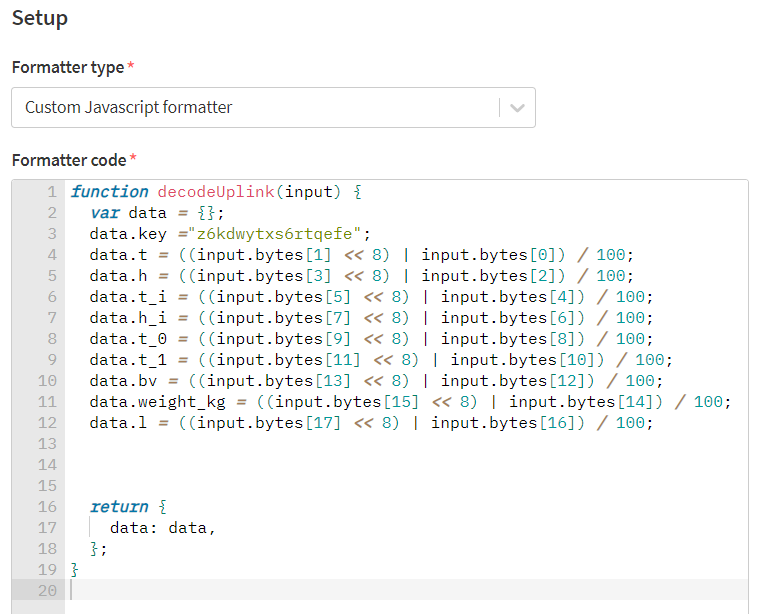 Setup
Formatter type *
Custom Javascript formatter
Formatter code *
1 function decodeUplink(input) {
2   var data = {};
3   data.key ="z6kdwytxs6rtqefe";
4   data.t = ((input.bytes[1] << 8) | input.bytes[0]) / 100;
5   data.h = ((input.bytes[3] << 8) | input.bytes[2]) / 100;
6   data.t_i = ((input.bytes[5] << 8) | input.bytes[4]) / 100;
7   data.h_i = ((input.bytes[7] << 8) | input.bytes[6]) / 100;
8   data.t_0 = ((input.bytes[9] << 8) | input.bytes[8]) / 100;
9   data.t_1 = ((input.bytes[11] << 8) | input.bytes[10]) / 100;
10   data.bv = ((input.bytes[13] << 8) | input.bytes[12]) / 100;
11   data.weight_kg = ((input.bytes[15] << 8) | input.bytes[14]) / 100;
12   data.l = ((input.bytes[17] << 8) | input.bytes[16]) / 100;
13
14
15
16   return {
17     data: data,
18   };
19 }
20